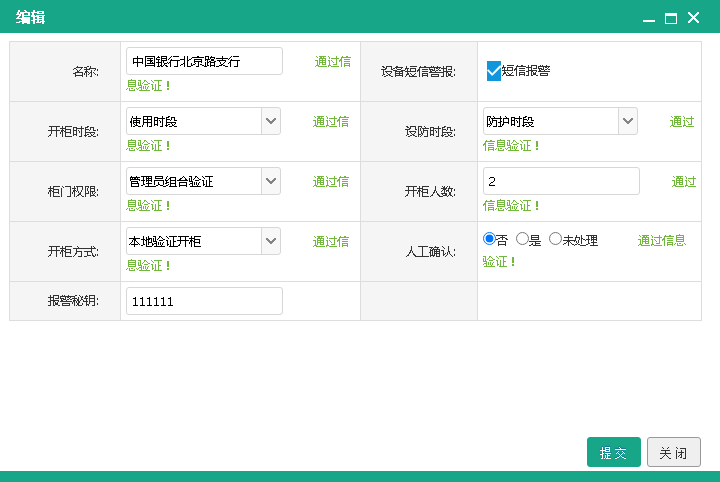 编辑
名称: 中国银行北京路支行 通过信
息验证！
设备短信警报: 短信报警
开柜时段: 使用时段 通过信
息验证！
设防时段: 防护时段 通过
信息验证！
柜门权限: 管理员组合验证 通过信
息验证！
开柜人数: 2 通过
信息验证！
开柜方式: 本地验证开柜 通过信
息验证！
人工确认: 否 是 未处理 通过信息
验证！
报警秘钥: 111111
提交 关闭